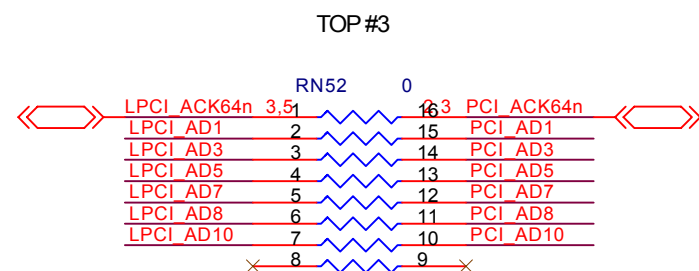 TOP #3
RN52 0
LPCI_ACK64n 3,5 1 16 2,3 PCI_ACK64n
LPCI_AD1 2 15 PCI_AD1
LPCI_AD3 3 14 PCI_AD3
LPCI_AD5 4 13 PCI_AD5
LPCI_AD7 5 12 PCI_AD7
LPCI_AD8 6 11 PCI_AD8
LPCI_AD10 7 10 PCI_AD10
8 9